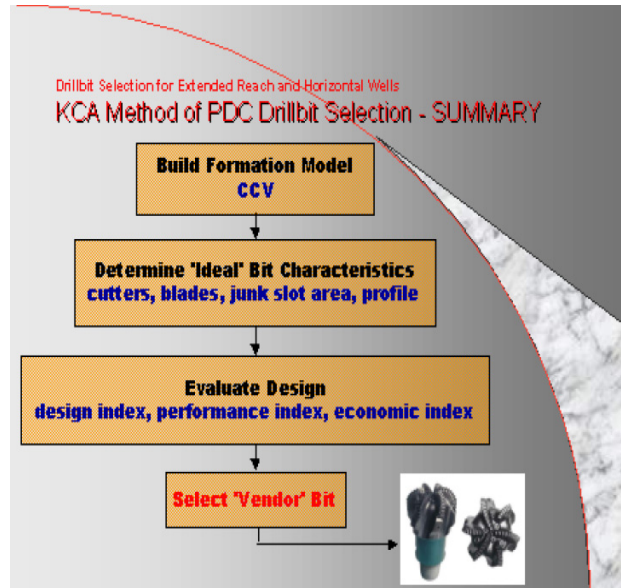 Drillbit Selection for Extended Reach and Horizontal Wells
KCA Method of PDC Drillbit Selection - SUMMARY
Build Formation Model
CCV
Determine 'Ideal' Bit Characteristics
cutters, blades, junk slot area, profile
Evaluate Design
design index, performance index, economic index
Select 'Vendor' Bit